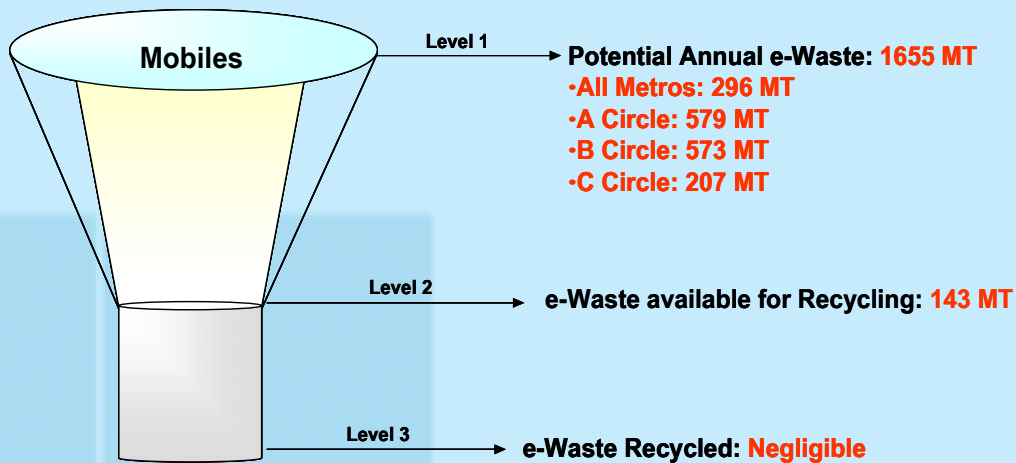 Mobiles
Level 1
Potential Annual e-Waste: 1655 MT
•All Metros: 296 MT
•A Circle: 579 MT
•B Circle: 573 MT
•C Circle: 207 MT
Level 2
e-Waste available for Recycling: 143 MT
Level 3
e-Waste Recycled: Negligible